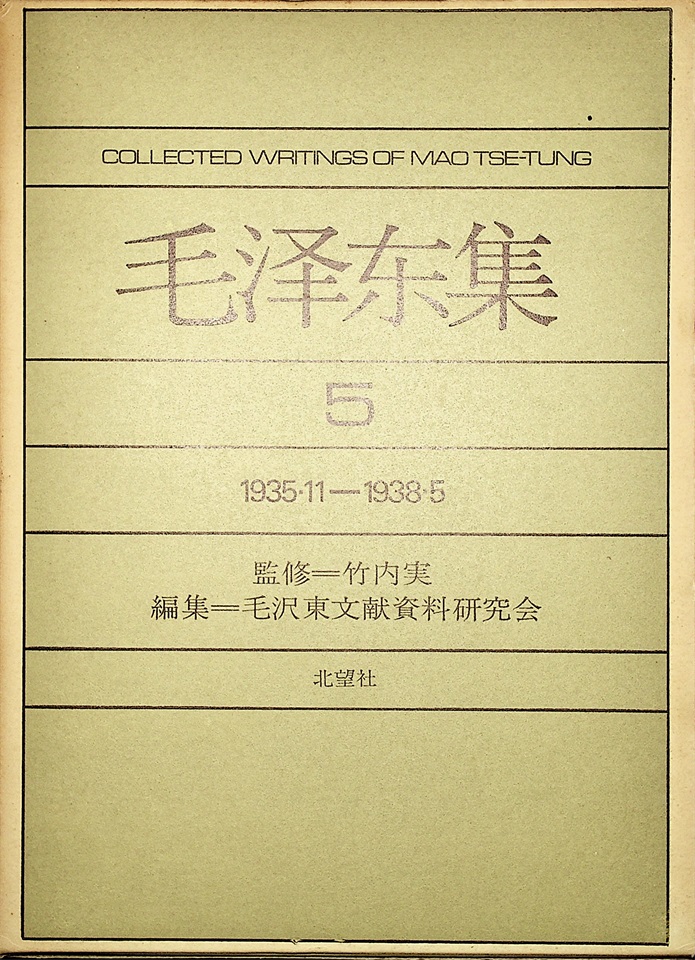 COLLECTED WRITINGS OF MAO TSE-TUNG
毛泽东集
5
1935·11—1938·5
監修＝竹内実
編集＝毛沢東文献資料研究会
北望社